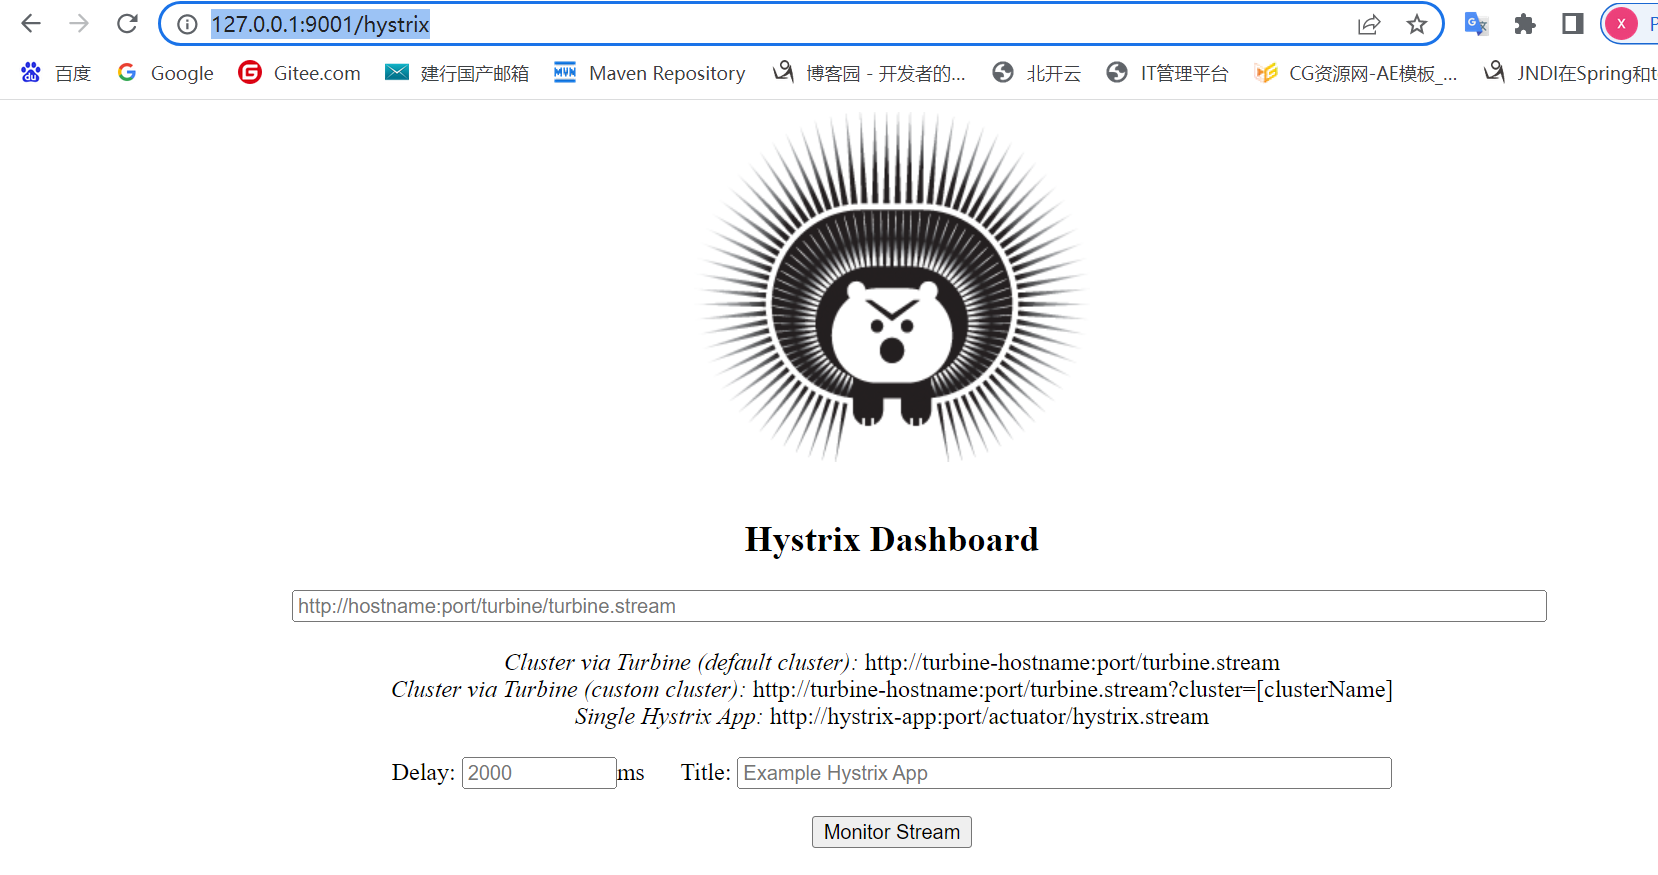 127.0.0.1:9001/hystrix
百度 Google Gitee.com 建行国产邮箱 MVN Maven Repository 博客园 - 开发者的... 北开云 IT管理平台 CG资源网-AE模板_... JNDI在Spring和t
Hystrix Dashboard
http://hostname:port/turbine/turbine.stream
Cluster via Turbine (default cluster): http://turbine-hostname:port/turbine.stream
Cluster via Turbine (custom cluster): http://turbine-hostname:port/turbine.stream?cluster=[clusterName]
Single Hystrix App: http://hystrix-app:port/actuator/hystrix.stream
Delay: 2000 ms Title: Example Hystrix App
Monitor Stream